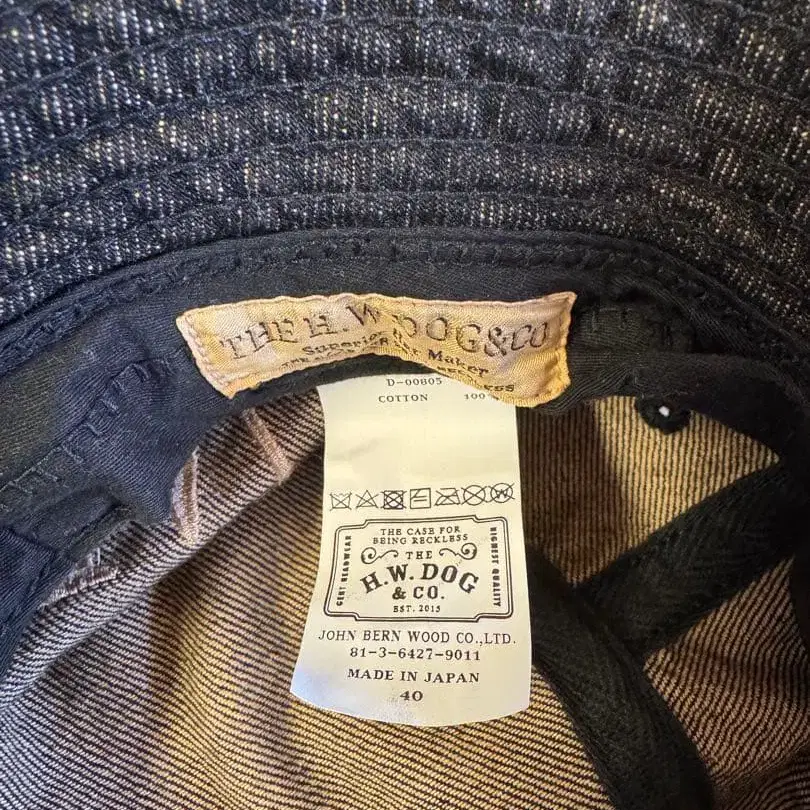 THE H.W.DOG&CO
Superior Maker
RECKLESS
D-00805
COTTON 100
THE CASE FOR
BEING RECKLESS
GENT HEADWEAR
HIGHEST QUALITY
THE
H.W. DOG
& CO.
EST. 2015
JOHN BERN WOOD CO.,LTD.
81-3-6427-9011
MADE IN JAPAN
40